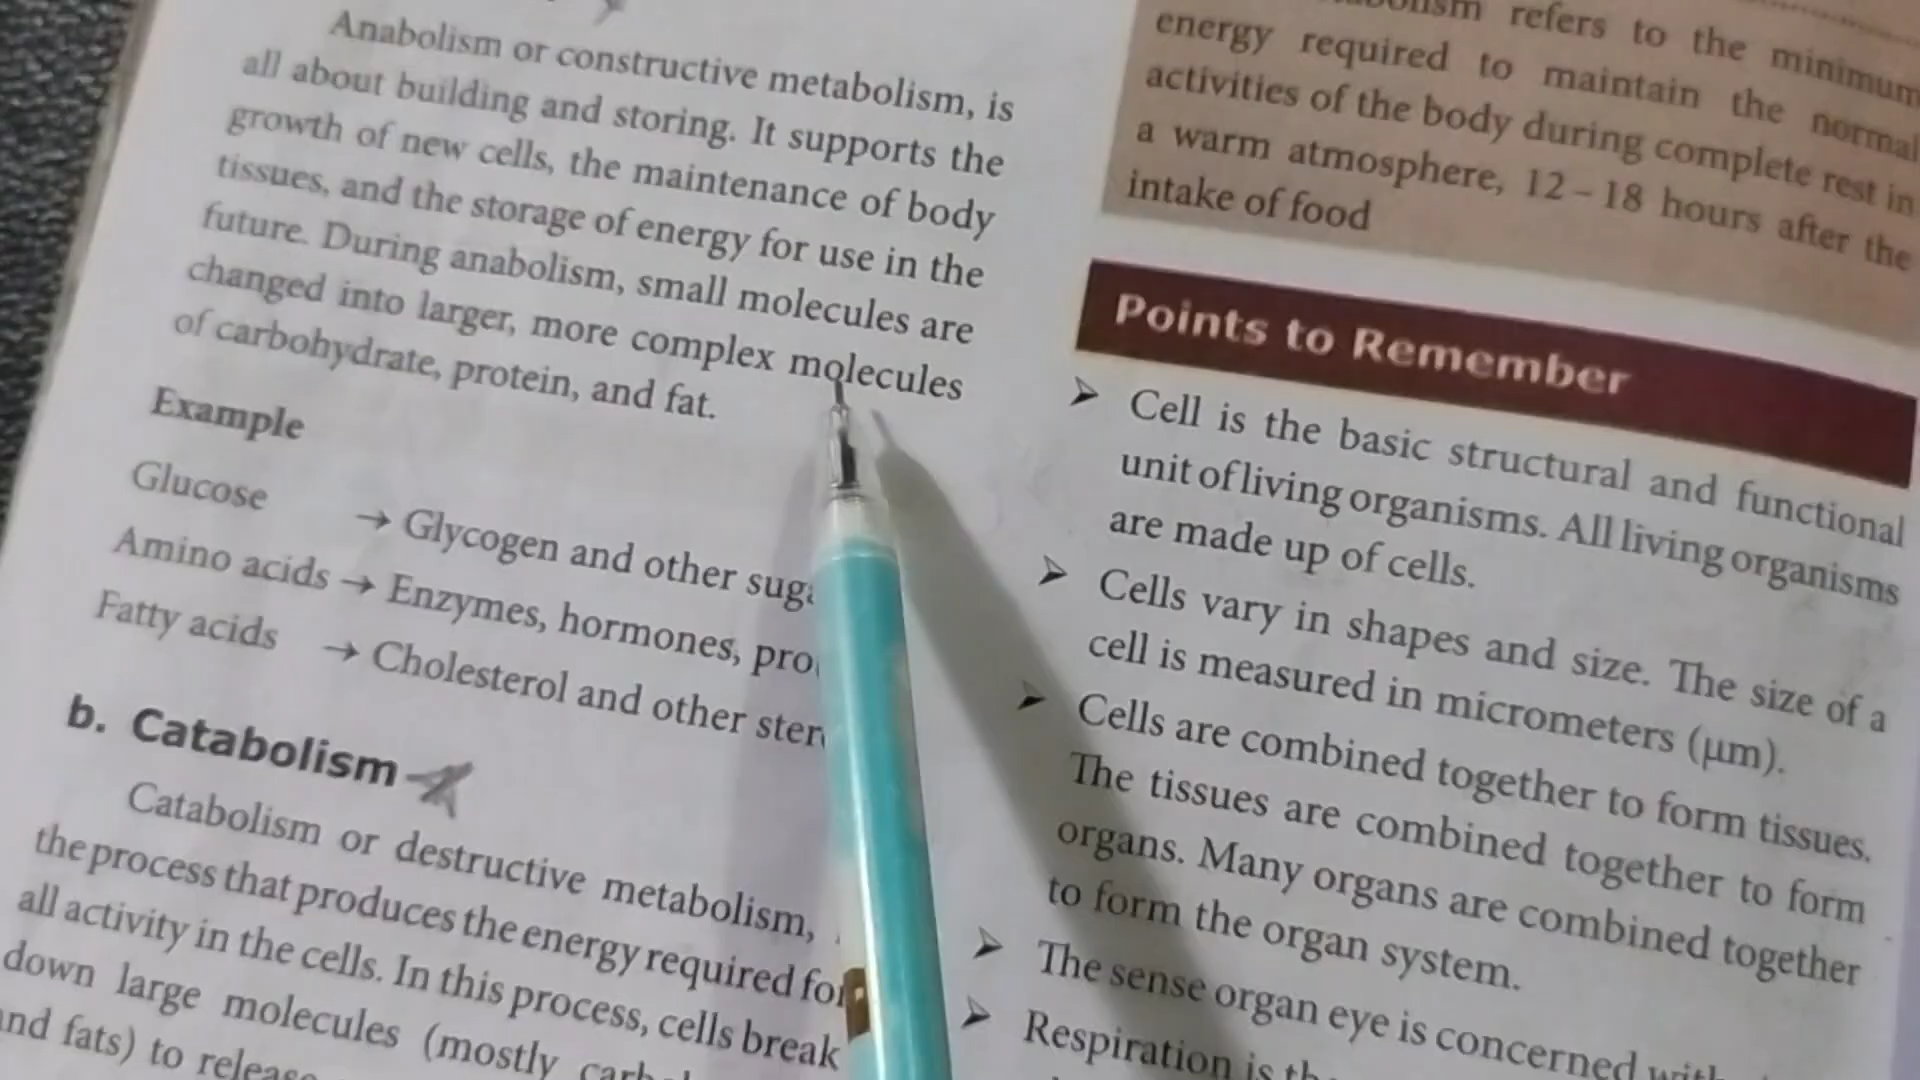 Anabolism or constructive metabolism, is
all about building and storing. It supports the
growth of new cells, the maintenance of body
tissues, and the storage of energy for use in the
future. During anabolism, small molecules are
changed into larger, more complex molecules
of carbohydrate, protein, and fat.
Example
Glucose → Glycogen and other
Amino acids → Enzymes, hormones,
Fatty acids → Cholesterol and other
b. Catabolism
Catabolism or destructive metabolism,
the process that produces the energy required for
all activity in the cells. In this process, cells break
down large molecules (mostly
and fats) to
refers to the minimum
energy required to maintain the normal
activities of the body during complete rest in
a warm atmosphere, 12 – 18 hours after the
intake of food
Points to Remember
➤ Cell is the basic structural and functional
unit of living organisms. All living organisms
are made up of cells.
➤ Cells vary in shapes and size. The size of a
cell is measured in micrometers (μm).
➤ Cells are combined together to form tissues.
The tissues are combined together to form
organs. Many organs are combined together
to form the organ system.
➤ The sense organ eye is concerned with
➤ Respiration is